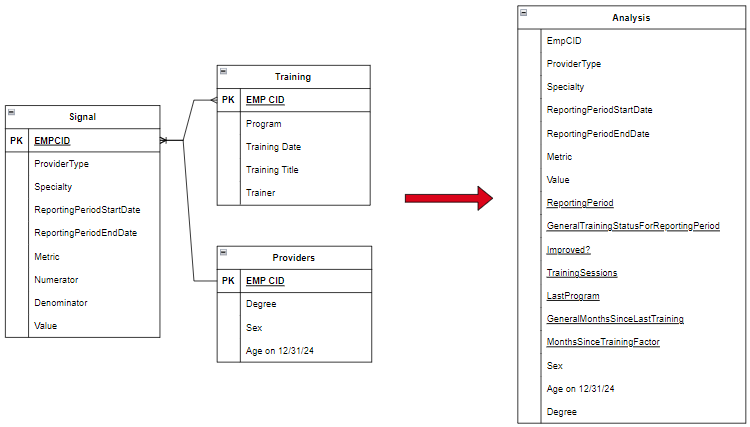 Signal
PK EMPCID
ProviderType
Specialty
ReportingPeriodStartDate
ReportingPeriodEndDate
Metric
Numerator
Denominator
Value
Training
PK EMP CID
Program
Training Date
Training Title
Trainer
Providers
PK EMP CID
Degree
Sex
Age on 12/31/24
Analysis
EmpCID
ProviderType
Specialty
ReportingPeriodStartDate
ReportingPeriodEndDate
Metric
Value
ReportingPeriod
GeneralTrainingStatusForReportingPeriod
Improved?
TrainingSessions
LastProgram
GeneralMonthsSinceLastTraining
MonthsSinceTrainingFactor
Sex
Age on 12/31/24
Degree